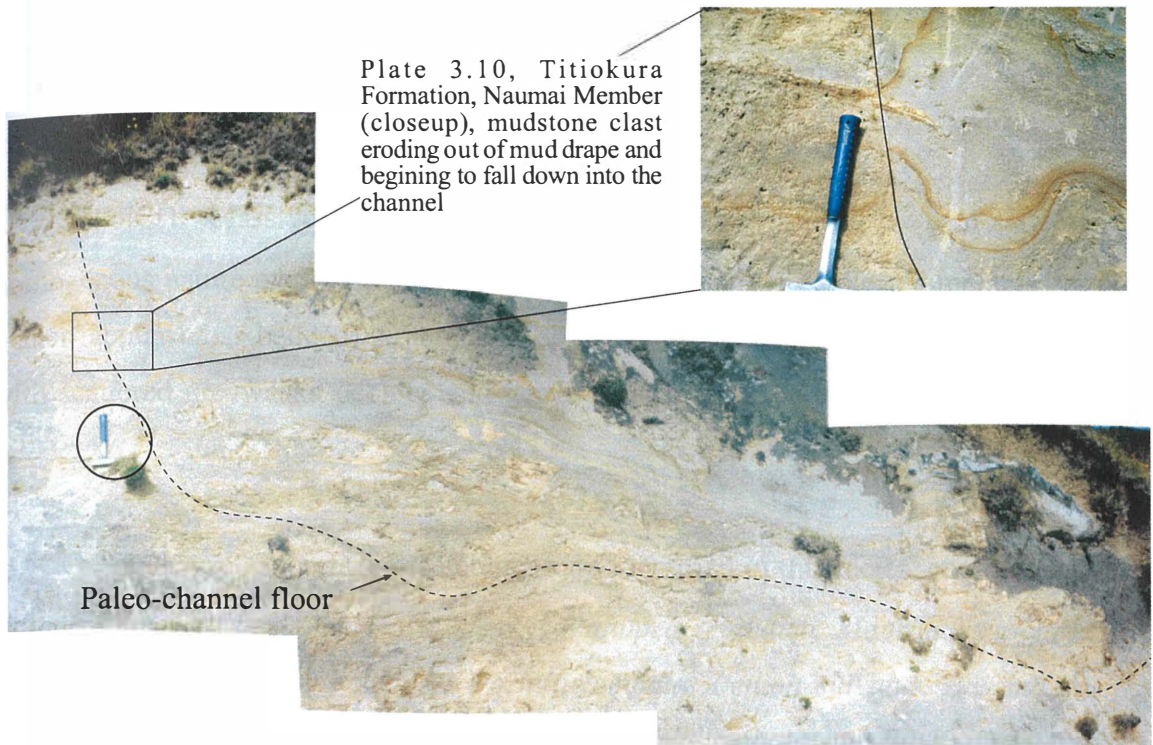 Plate 3.10, Titiokura
Formation, Naumai Member
(closeup), mudstone clast
eroding out of mud drape and
begining to fall down into the
channel
Paleo-channel floor